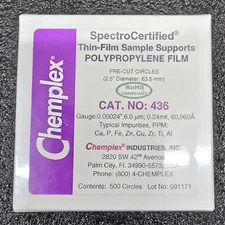 SpectroCertified®
Thin-Film Sample Supports
POLYPROPYLENE FILM
PRE-CUT CIRCLES
(2.5" Diameter: 63.5 mm)
RoHS
COMPLIANT
CAT. NO: 436
Gauge:0.00024", 6.0 µm, 0.24mil, 60,960Å
Typical Impurities, PPM:
Ca, P, Fe, Zn, Cu, Zr, Ti, Al
Chemplex® INDUSTRIES, INC.
2820 SW 42ⁿᵈ Avenue
Palm City, FL 34990-5573, USA
Phone: (800) 4-CHEMPLEX
Contents: 500 Circles Lot No: 091171
Chemplex®